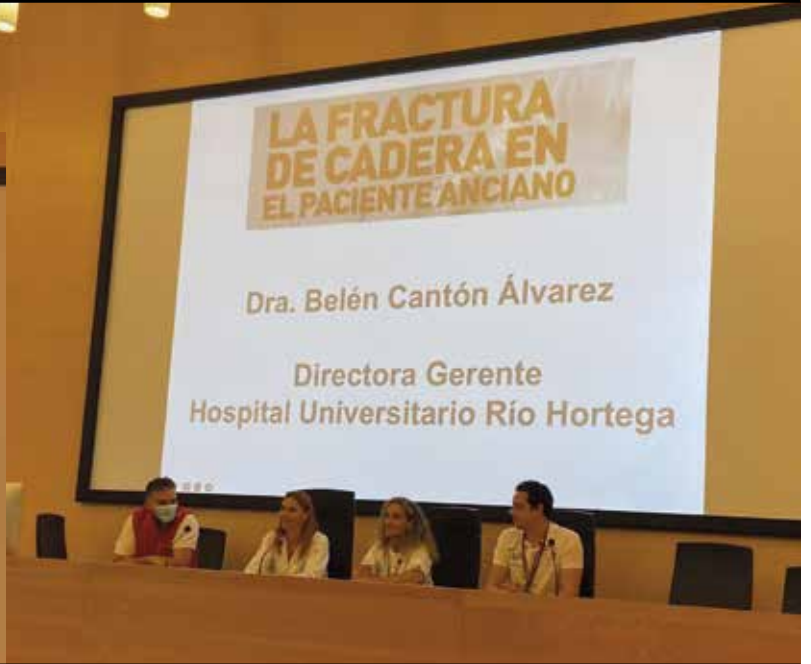 LA FRACTURA
DE CADERA EN
EL PACIENTE ANCIANO
Dra. Belén Cantón Álvarez
Directora Gerente
Hospital Universitario Río Hortega